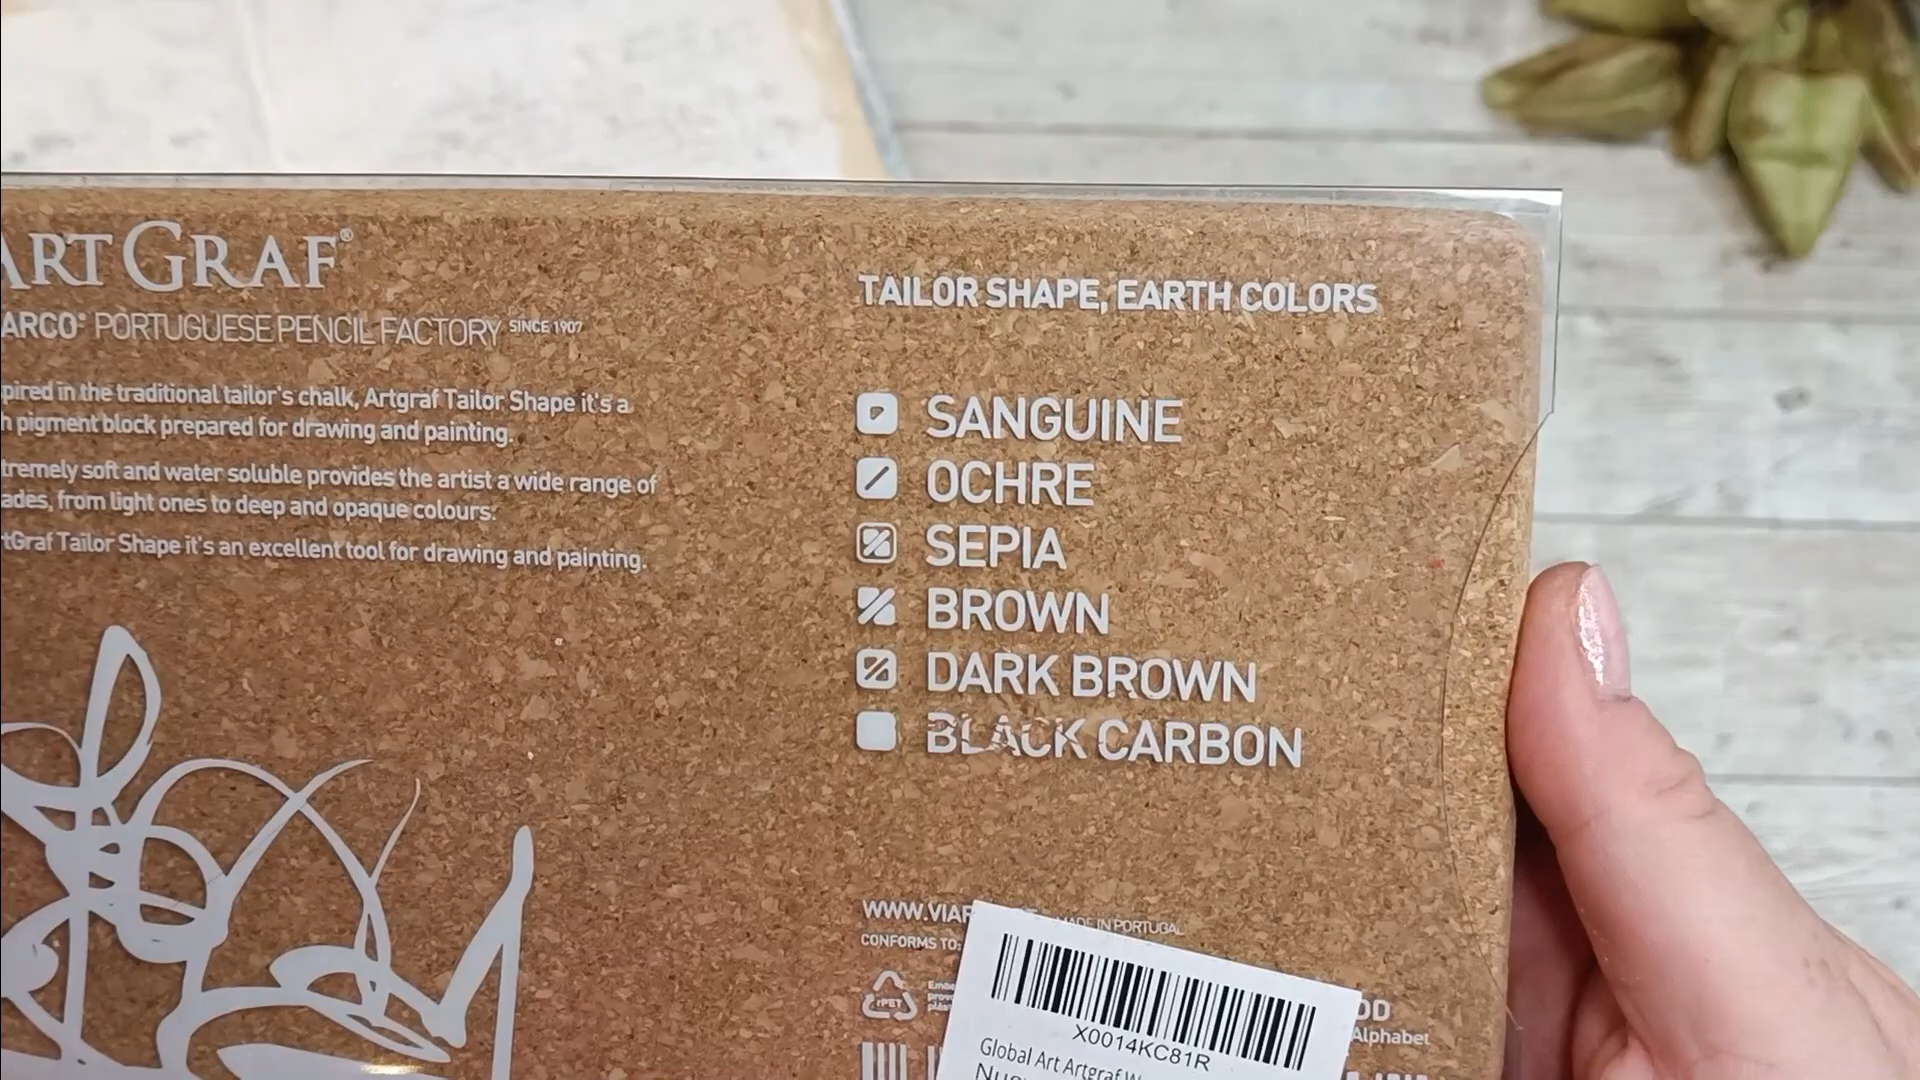 ARTGRAF®
ARCO® PORTUGUESE PENCIL FACTORY SINCE 1907
pired in the traditional tailor's chalk, Artgraf Tailor Shape it's a
h pigment block prepared for drawing and painting.
tremely soft and water soluble provides the artist a wide range of
ades, from light ones to deep and opaque colours.
rtGraf Tailor Shape it's an excellent tool for drawing and painting.
TAILOR SHAPE, EARTH COLORS
SANGUINE
OCHRE
SEPIA
BROWN
DARK BROWN
BLACK CARBON
WWW.VIAR MADE IN PORTUGAL
CONFORMS TO:
rPET
OD
Alphabet
X0014KC81R
Global Art Artgraf W